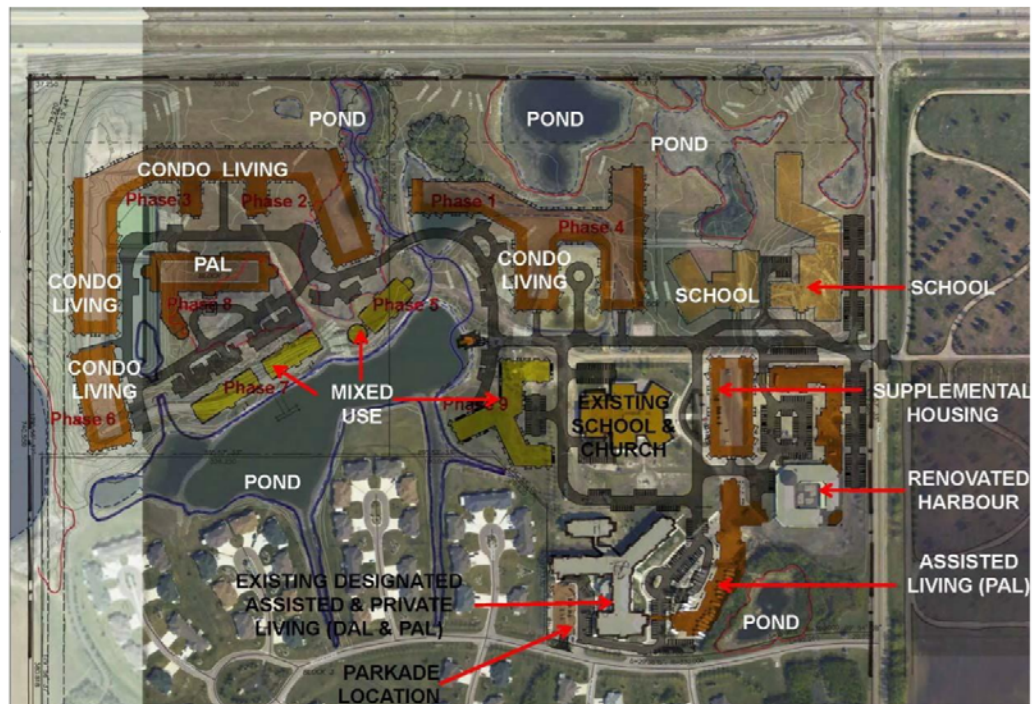 POND
POND
POND
CONDO LIVING
Phase 3
Phase 2
Phase 1
Phase 4
PAL
CONDO
LIVING
CONDO
LIVING
SCHOOL
SCHOOL
Phase 8
Phase 5
CONDO
LIVING
Phase 6
Phase 7
MIXED
USE
Phase 9
EXISTING
SCHOOL &
CHURCH
SUPPLEMENTAL
HOUSING
POND
RENOVATED
HARBOUR
EXISTING DESIGNATED
ASSISTED & PRIVATE
LIVING (DAL & PAL)
ASSISTED
LIVING (PAL)
POND
PARKADE
LOCATION